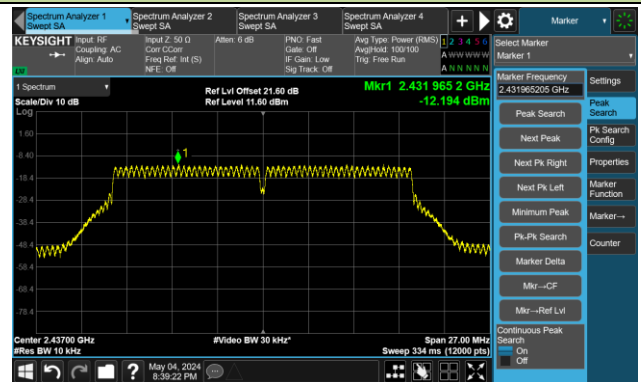 Spectrum Analyzer 1
Swept SA
Spectrum Analyzer 2
Swept SA
Spectrum Analyzer 3
Swept SA
Spectrum Analyzer 4
Swept SA
Marker
KEYSIGHT
Input: RF
Coupling: AC
Align: Auto
Input Z: 50 Ω
Corr CCorr
Freq Ref: Int (S)
NFE: Off
Atten: 6 dB
PNO: Fast
Gate: Off
IF Gain: Low
Sig Track: Off
Avg Type: Power (RMS)
Avg|Hold: 100/100
Trig: Free Run
1 2 3 4 5 6
A W W W W W
A N N N N N
LXI
Select Marker
Marker 1
1 Spectrum
Scale/Div 10 dB
Log
Ref Lvl Offset 21.60 dB
Ref Level 11.60 dBm
Mkr1 2.431 965 2 GHz
-12.194 dBm
1.60
-8.40
-18.4
-28.4
-38.4
-48.4
-58.4
-68.4
-78.4
1
Center 2.43700 GHz
#Res BW 10 kHz
#Video BW 30 kHz*
Span 27.00 MHz
Sweep 334 ms (12000 pts)
Marker Frequency
2.431965205 GHz
Peak Search
Next Peak
Next Pk Right
Next Pk Left
Minimum Peak
Pk-Pk Search
Marker Delta
Mkr→CF
Mkr→Ref Lvl
Continuous Peak
Search
On
Off
Settings
Peak
Search
Pk Search
Config
Properties
Marker
Function
Marker→
Counter
?
May 04, 2024
8:39:22 PM